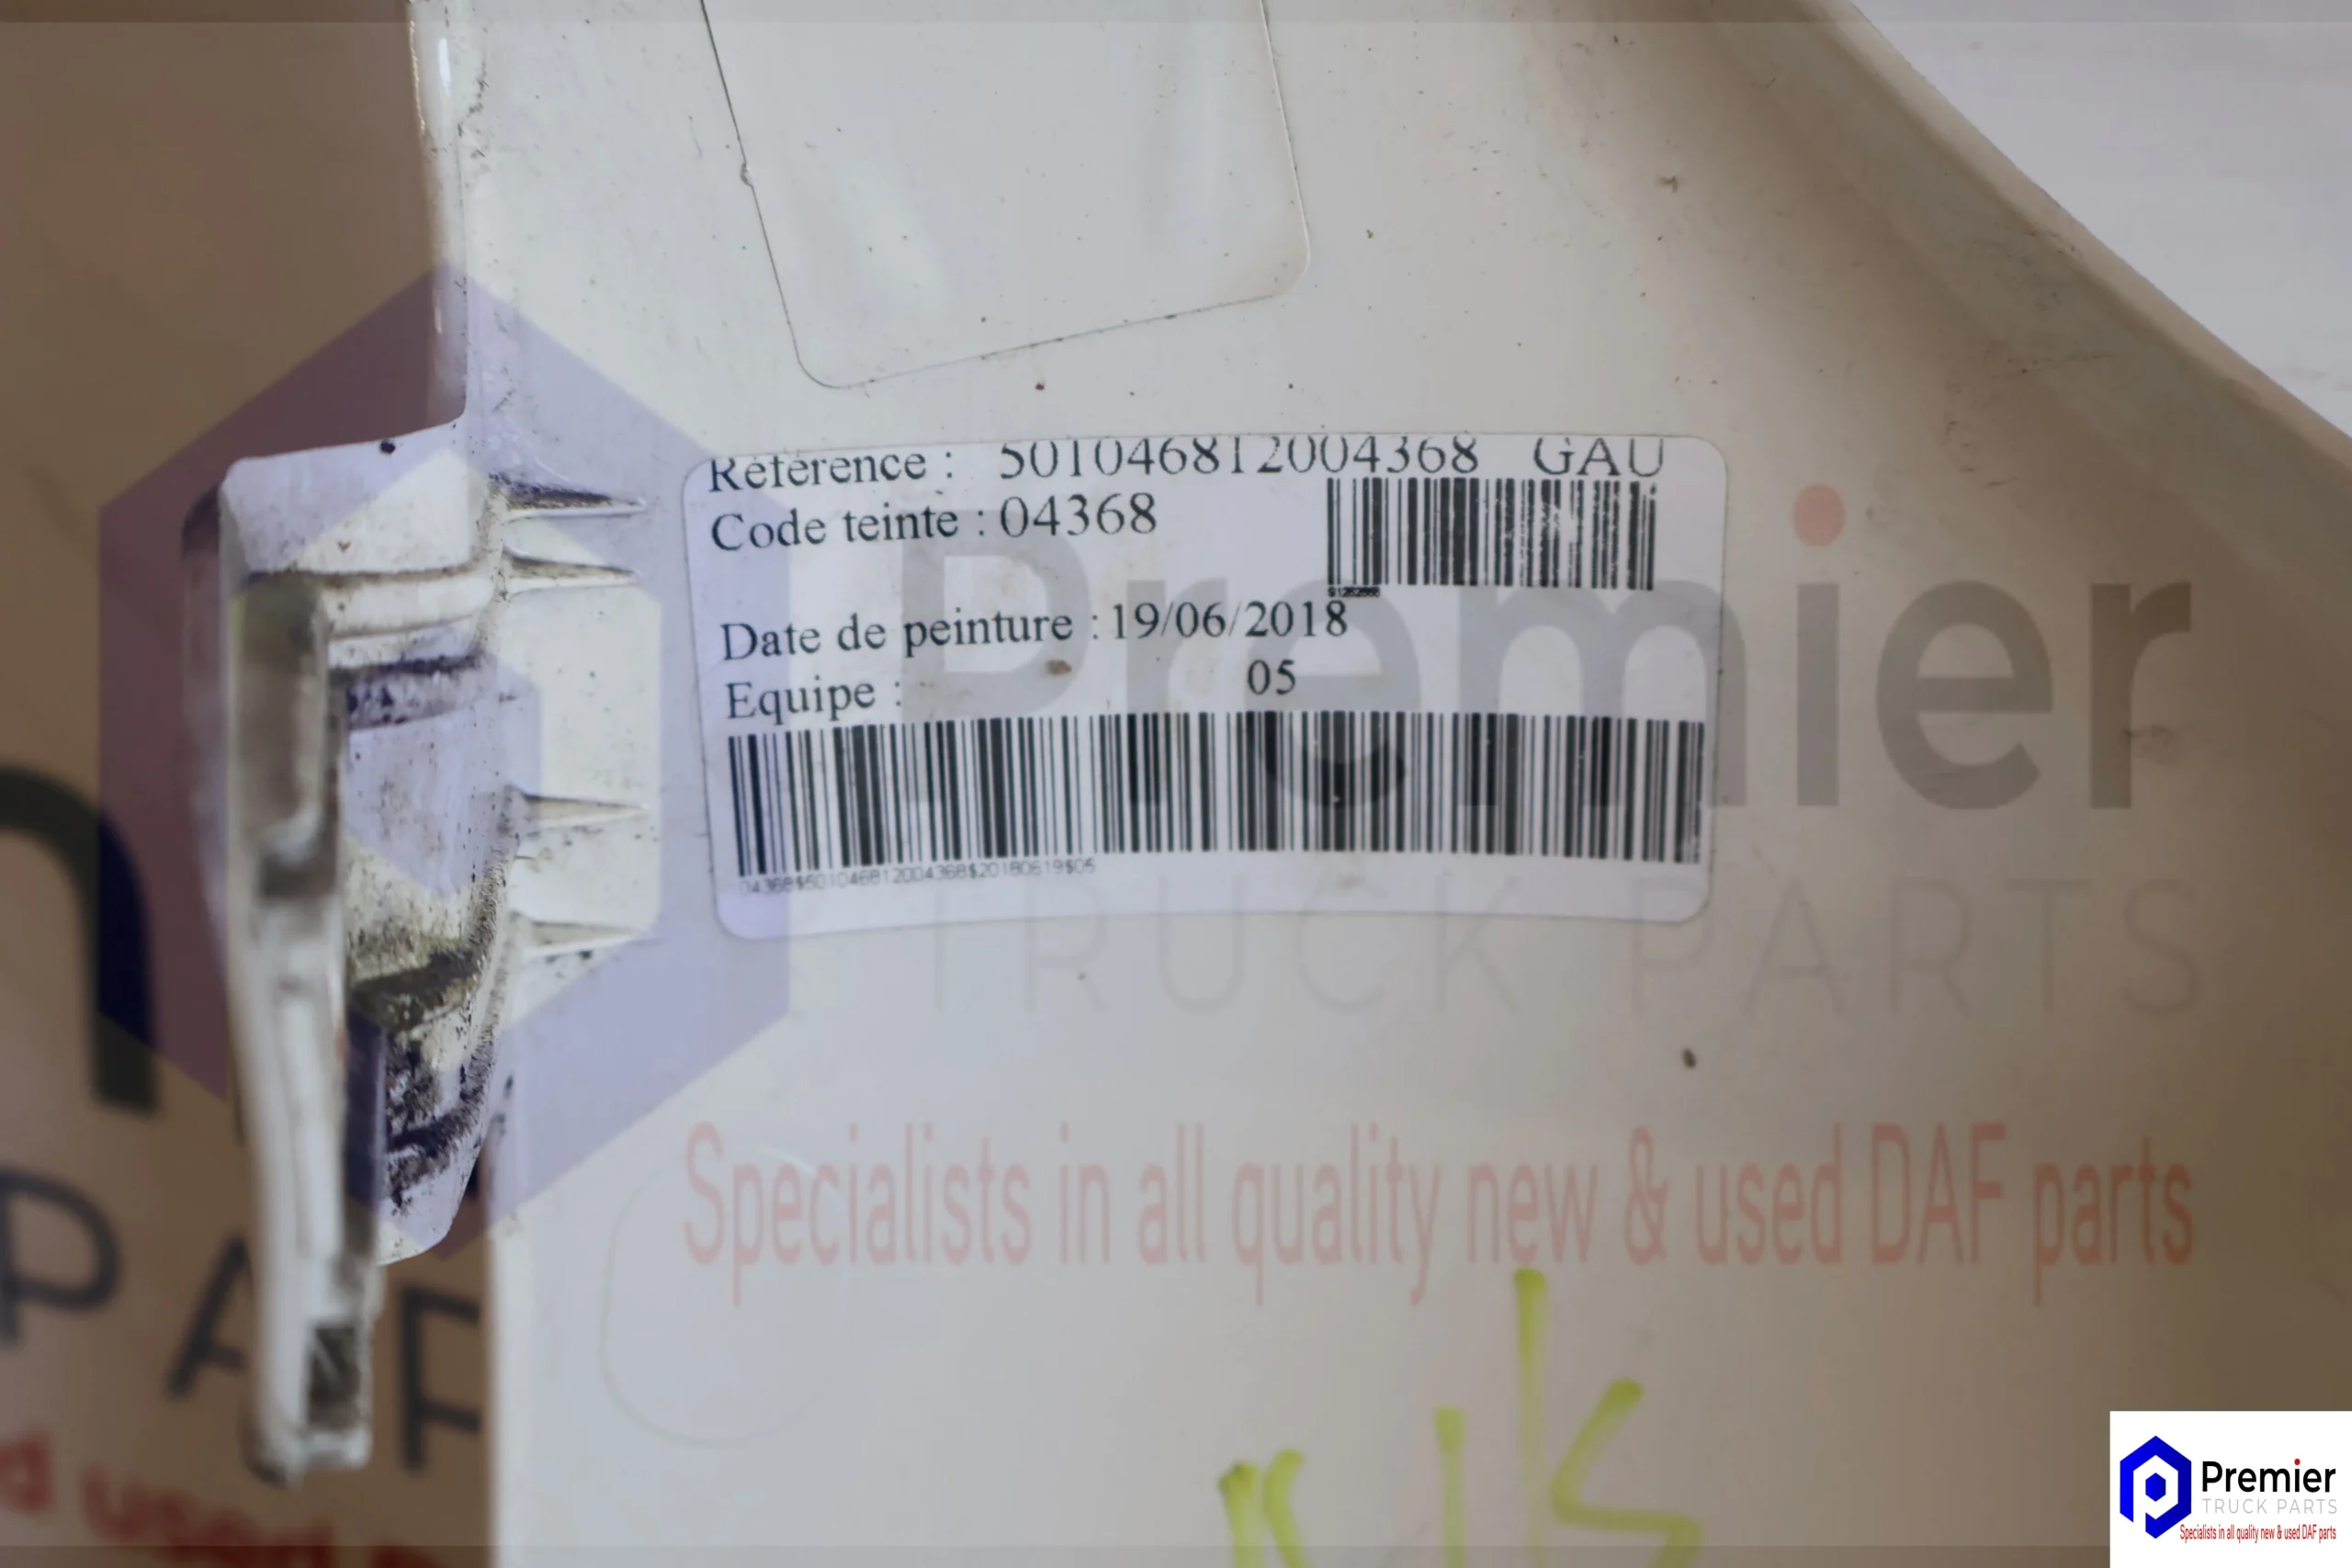 Référence : 501046812004368 GAU
Code teinte : 04368
Date de peinture : 19/06/2018
Equipe : 05
04368$501046812004368$20180619$05
Premier
TRUCK PARTS
Specialists in all quality new & used DAF parts
Premier
TRUCK PARTS
Specialists in all quality new & used DAF parts